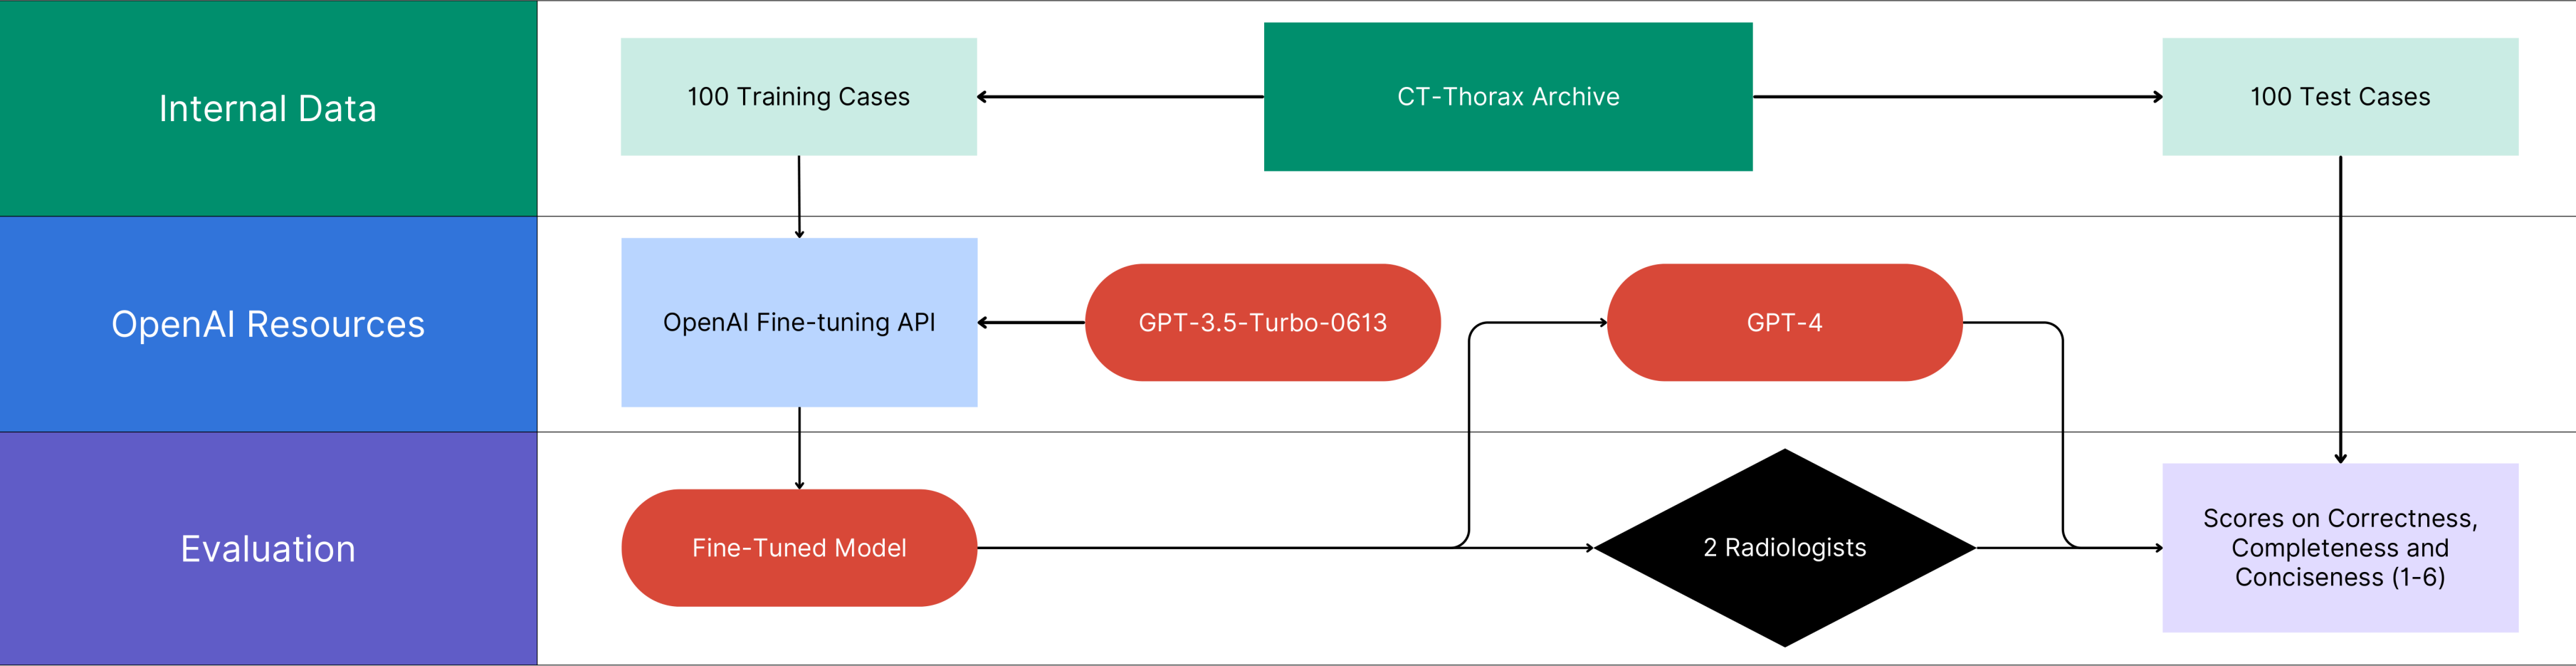 Internal Data
100 Training Cases
CT-Thorax Archive
100 Test Cases
OpenAI Resources
OpenAI Fine-tuning API
GPT-3.5-Turbo-0613
GPT-4
Evaluation
Fine-Tuned Model
2 Radiologists
Scores on Correctness,
Completeness and
Conciseness (1-6)